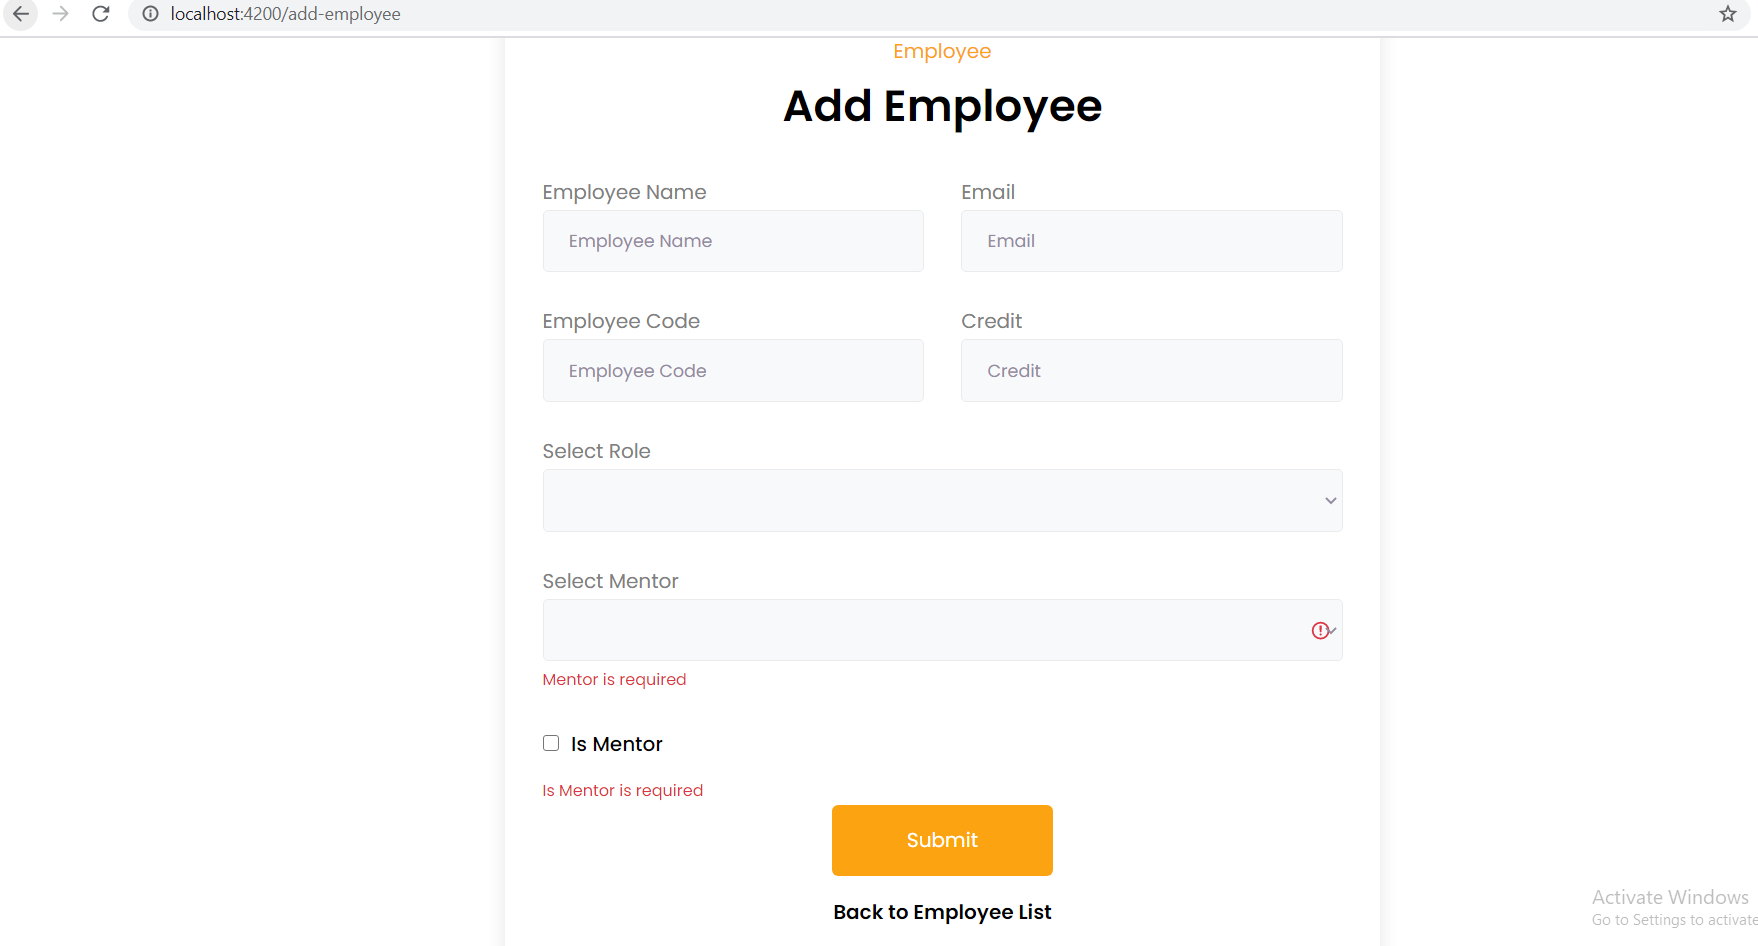 localhost:4200/add-employee
Employee
Add Employee
Employee Name
Email
Employee Name
Email
Employee Code
Credit
Employee Code
Credit
Select Role
Select Mentor
Mentor is required
Is Mentor
Is Mentor is required
Submit
Back to Employee List
Activate Windows
Go to Settings to activate